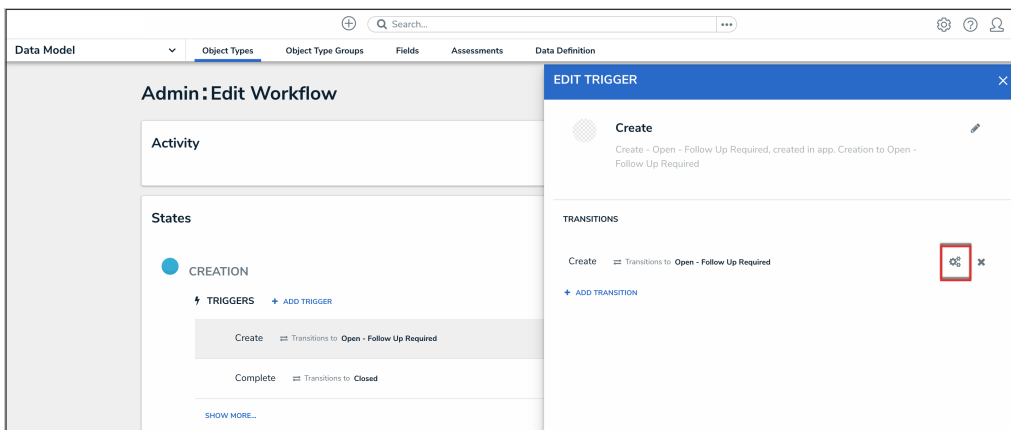 Search...
Data Model
Object Types
Object Type Groups
Fields
Assessments
Data Definition
Admin:Edit Workflow
Activity
States
CREATION
TRIGGERS + ADD TRIGGER
Create Transitions to Open - Follow Up Required
Complete Transitions to Closed
SHOW MORE...
EDIT TRIGGER
Create
Create - Open - Follow Up Required, created in app. Creation to Open -
Follow Up Required
TRANSITIONS
Create Transitions to Open - Follow Up Required
+ ADD TRANSITION